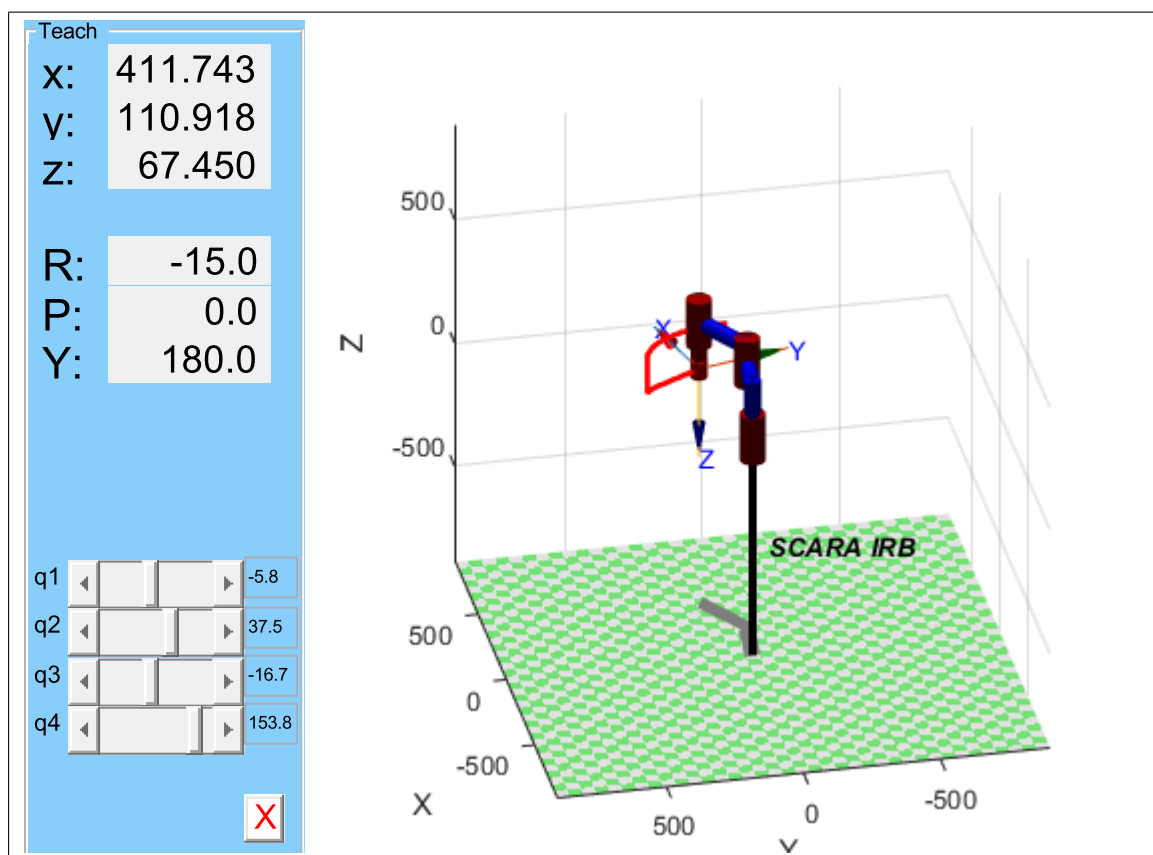 Teach
x: 411.743
y: 110.918
z: 67.450
R: -15.0
P: 0.0
Y: 180.0
q1 -5.8
q2 37.5
q3 -16.7
q4 153.8
X
500
0
-500
Z
X
Y
Z
SCARA IRB
500
0
-500
X
500
0
-500
Y